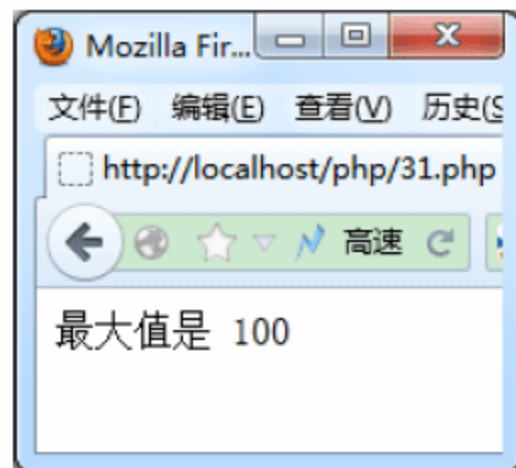 Mozilla Fir...
文件(F) 编辑(E) 查看(V) 历史(S
http://localhost/php/31.php
高速
最大值是 100